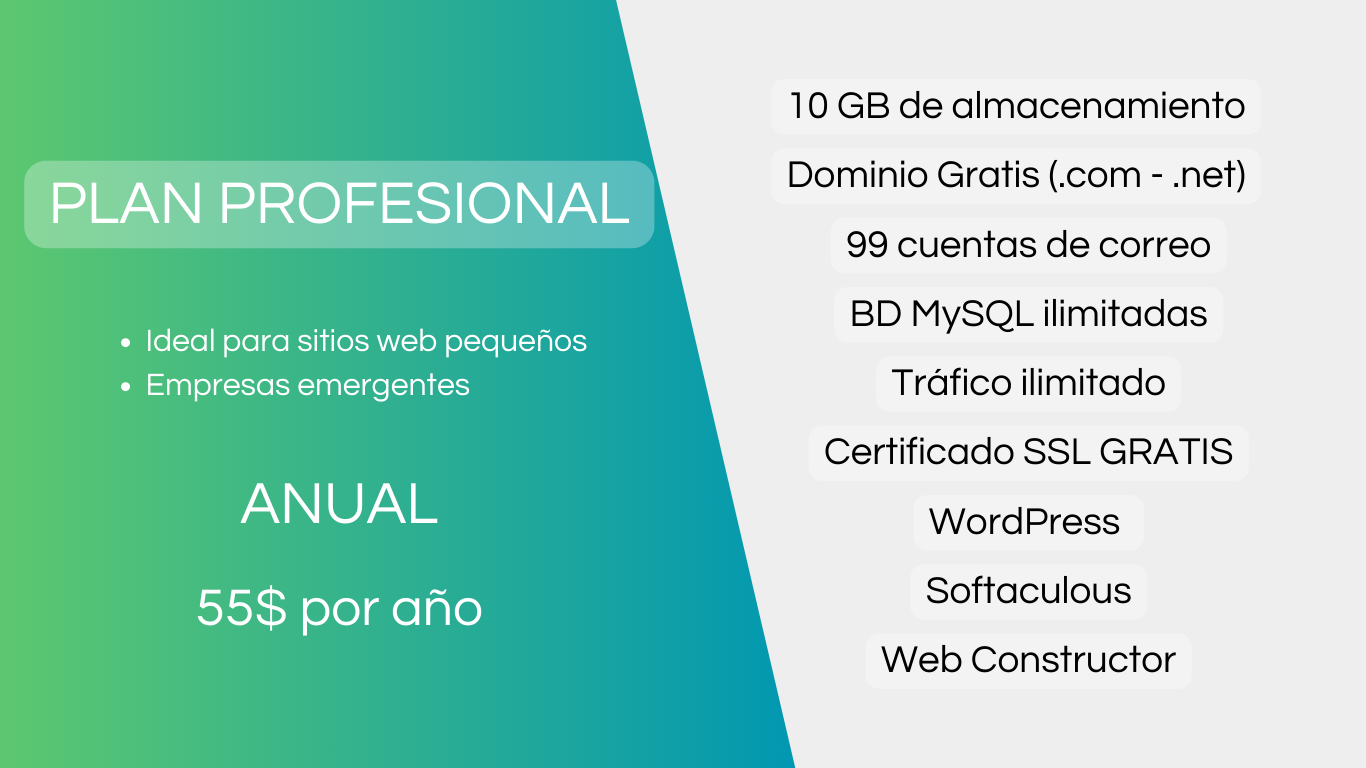 PLAN PROFESIONAL
• Ideal para sitios web pequeños
• Empresas emergentes
ANUAL
55$ por año
10 GB de almacenamiento
Dominio Gratis (.com - .net)
99 cuentas de correo
BD MySQL ilimitadas
Tráfico ilimitado
Certificado SSL GRATIS
WordPress
Softaculous
Web Constructor